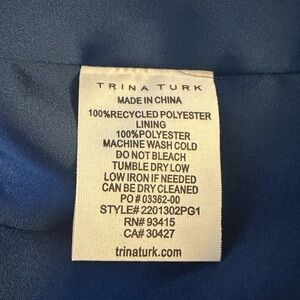 TRINA TURK
MADE IN CHINA
100%RECYCLED POLYESTER
LINING
100%POLYESTER
MACHINE WASH COLD
DO NOT BLEACH
TUMBLE DRY LOW
LOW IRON IF NEEDED
CAN BE DRY CLEANED
PO # 03362-00
STYLE# 2201302PG1
RN# 93415
CA# 30427
trinaturk.com